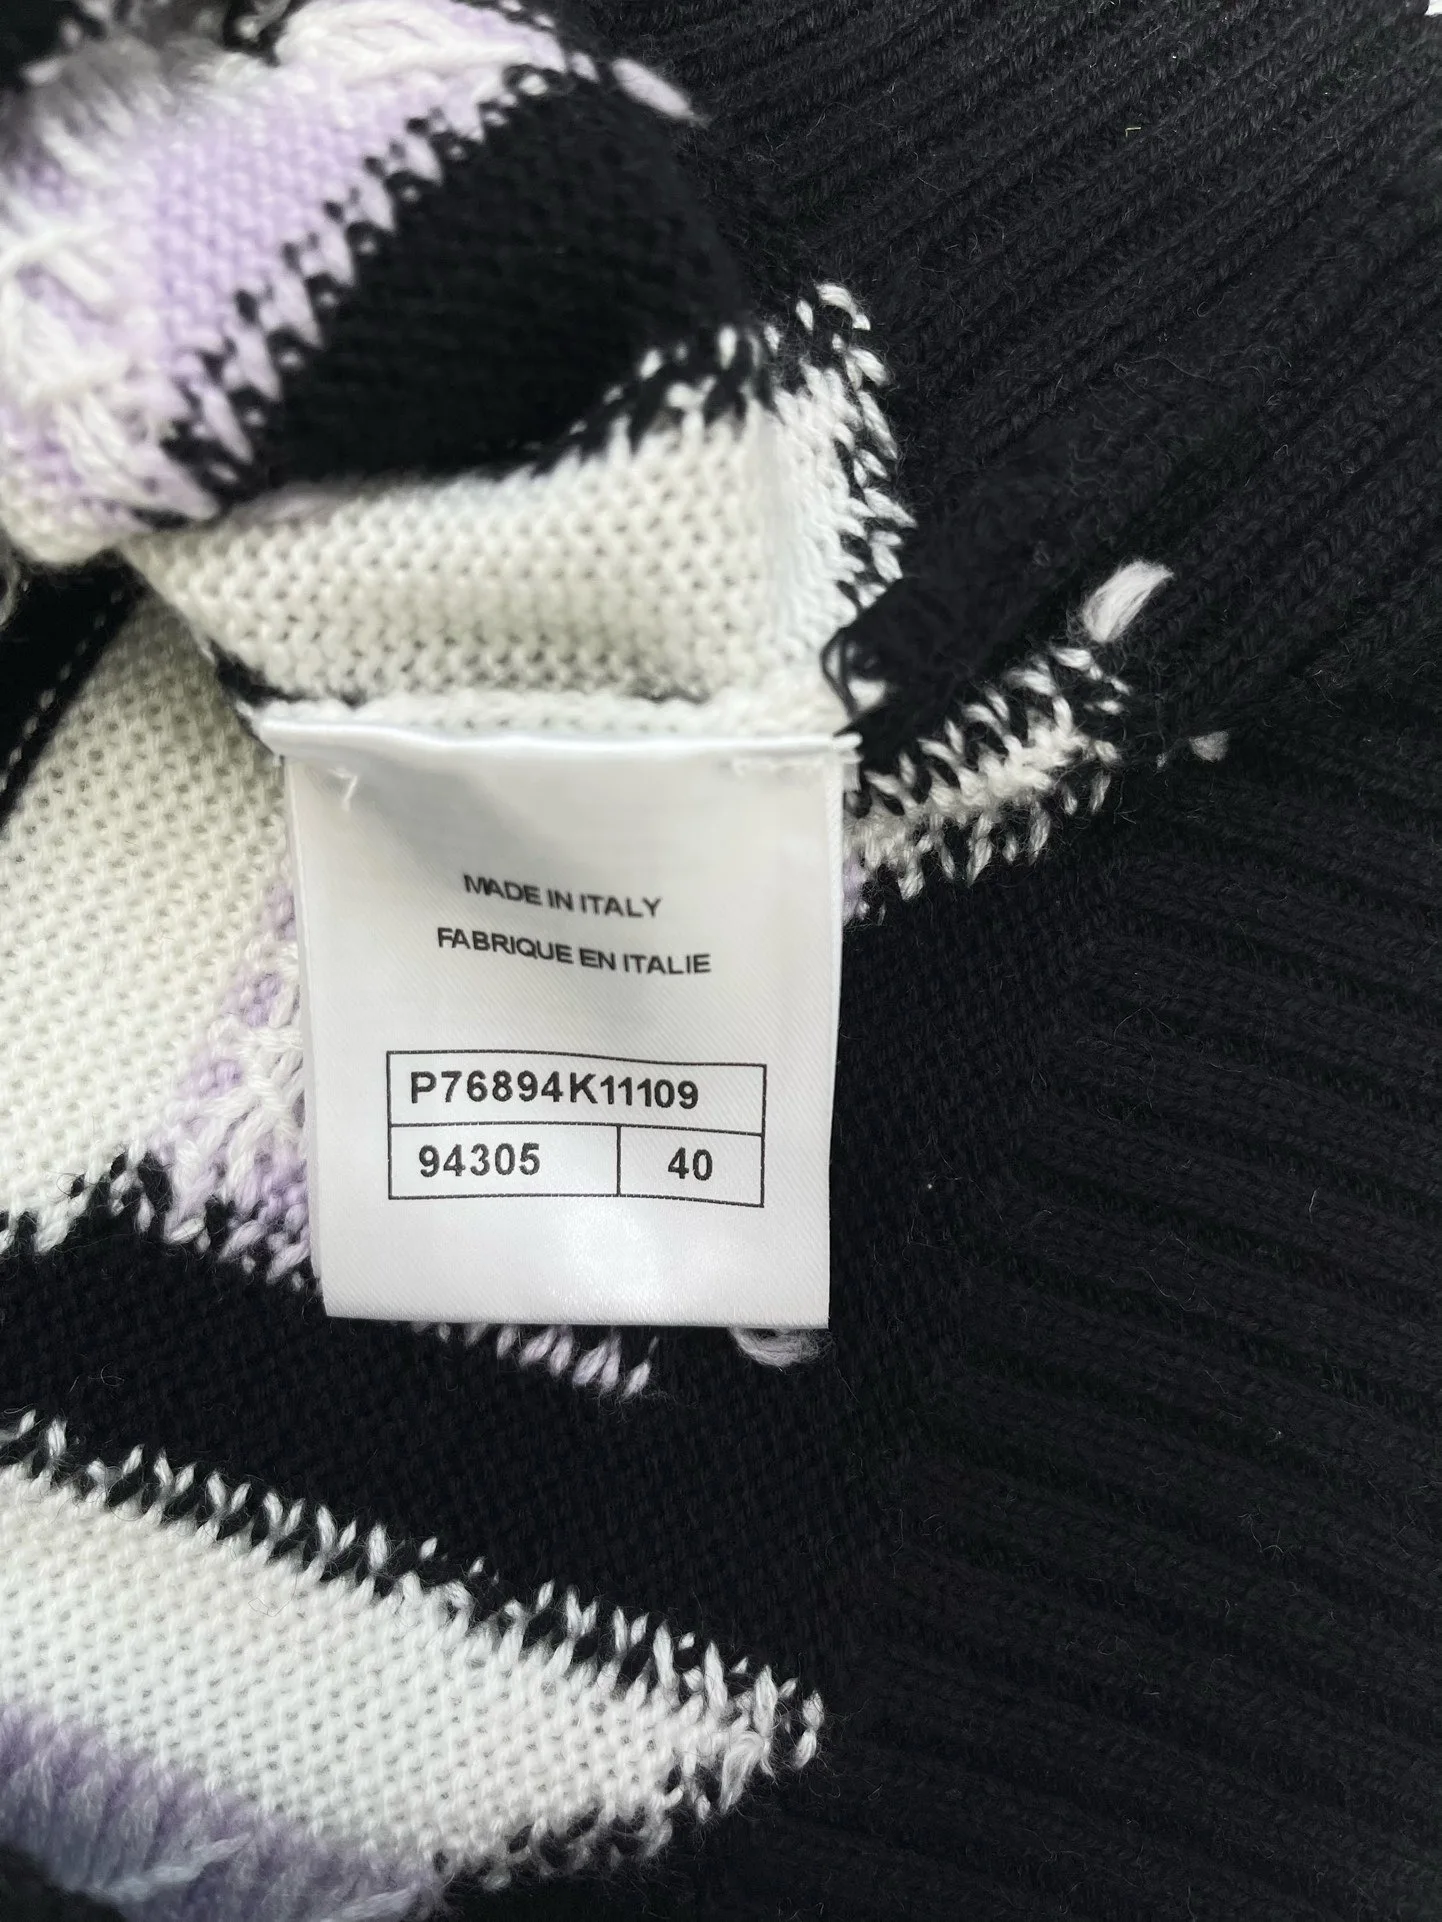 MADE IN ITALY
FABRIQUE EN ITALIE
P76894K11109
94305 40